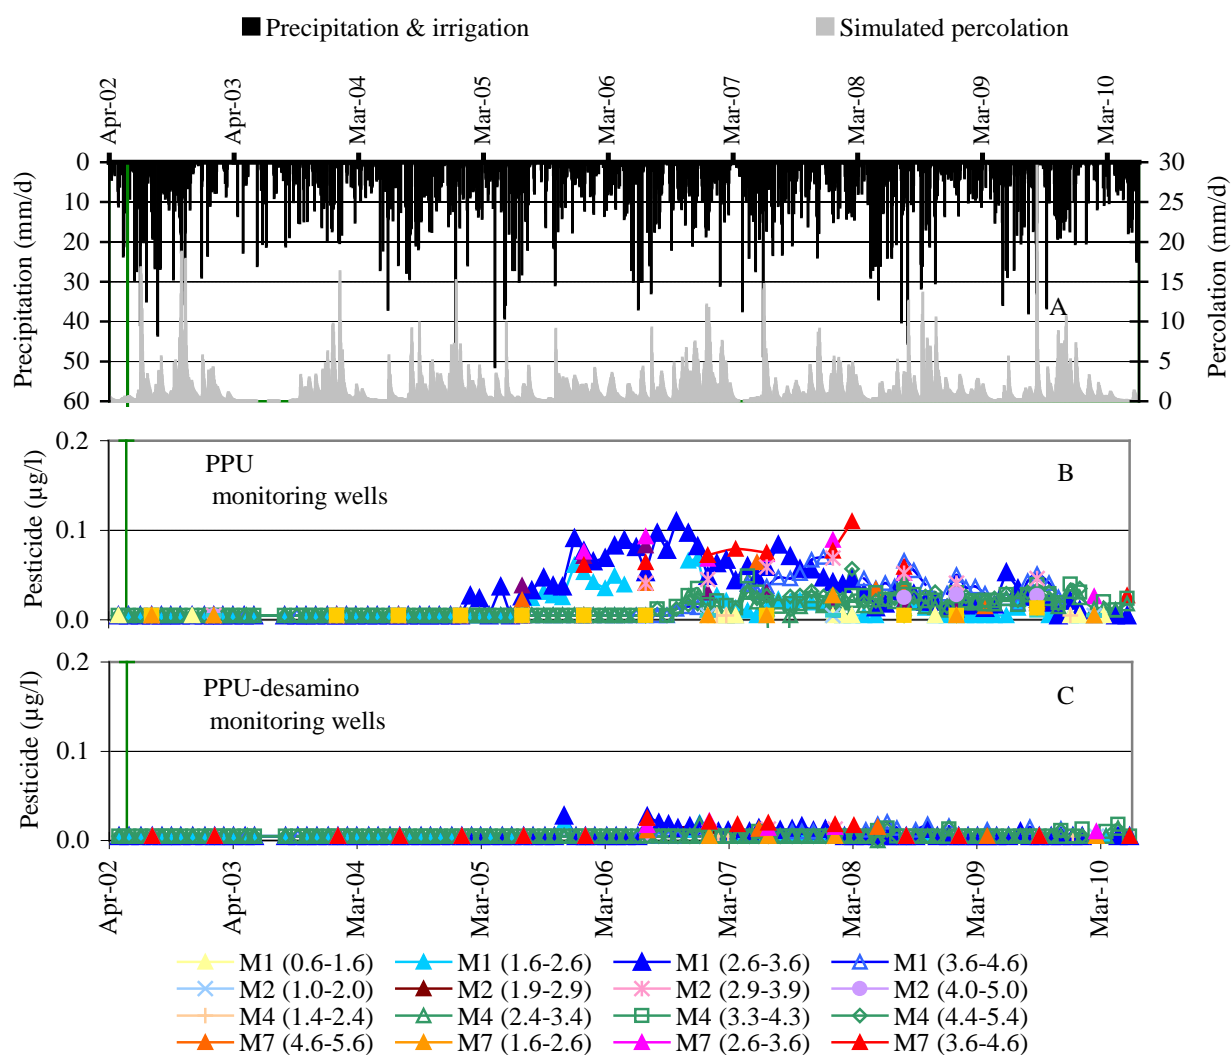 Precipitation & irrigation Simulated percolation
Apr-02 Apr-03 Mar-04 Mar-05 Mar-06 Mar-07 Mar-08 Mar-09 Mar-10
Precipitation (mm/d)
0
10
20
30
40
50
60
A
30
25
20
15
10
5
0
Percolation (mm/d)
Pesticide (µg/l)
0.2
0.1
0.0
PPU
monitoring wells
B
Pesticide (µg/l)
0.2
0.1
0.0
PPU-desamino
monitoring wells
C
Apr-02 Apr-03 Mar-04 Mar-05 Mar-06 Mar-07 Mar-08 Mar-09 Mar-10
M1 (0.6-1.6) M1 (1.6-2.6) M1 (2.6-3.6) M1 (3.6-4.6)
M2 (1.0-2.0) M2 (1.9-2.9) M2 (2.9-3.9) M2 (4.0-5.0)
M4 (1.4-2.4) M4 (2.4-3.4) M4 (3.3-4.3) M4 (4.4-5.4)
M7 (4.6-5.6) M7 (1.6-2.6) M7 (2.6-3.6) M7 (3.6-4.6)